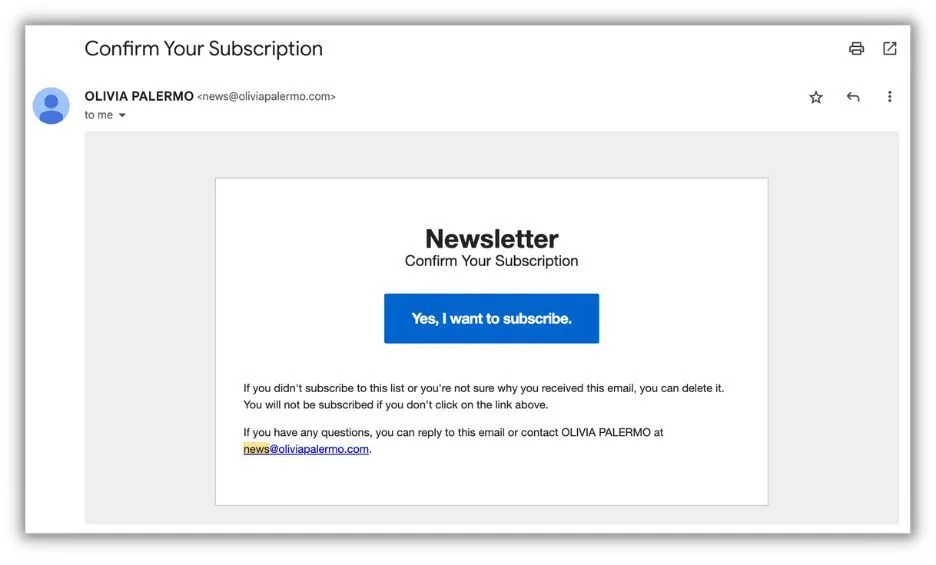 Confirm Your Subscription
OLIVIA PALERMO <news@oliviapalermo.com>
to me
Newsletter
Confirm Your Subscription
Yes, I want to subscribe.
If you didn't subscribe to this list or you're not sure why you received this email, you can delete it.
You will not be subscribed if you don't click on the link above.
If you have any questions, you can reply to this email or contact OLIVIA PALERMO at
news@oliviapalermo.com.